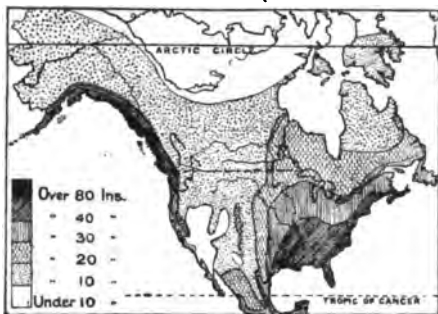 ARCTIC CIRCLE
Over 80 Ins.
" 40 "
" 30 "
" 20 "
" 10 "
Under 10 "
TROPIC OF CANCER